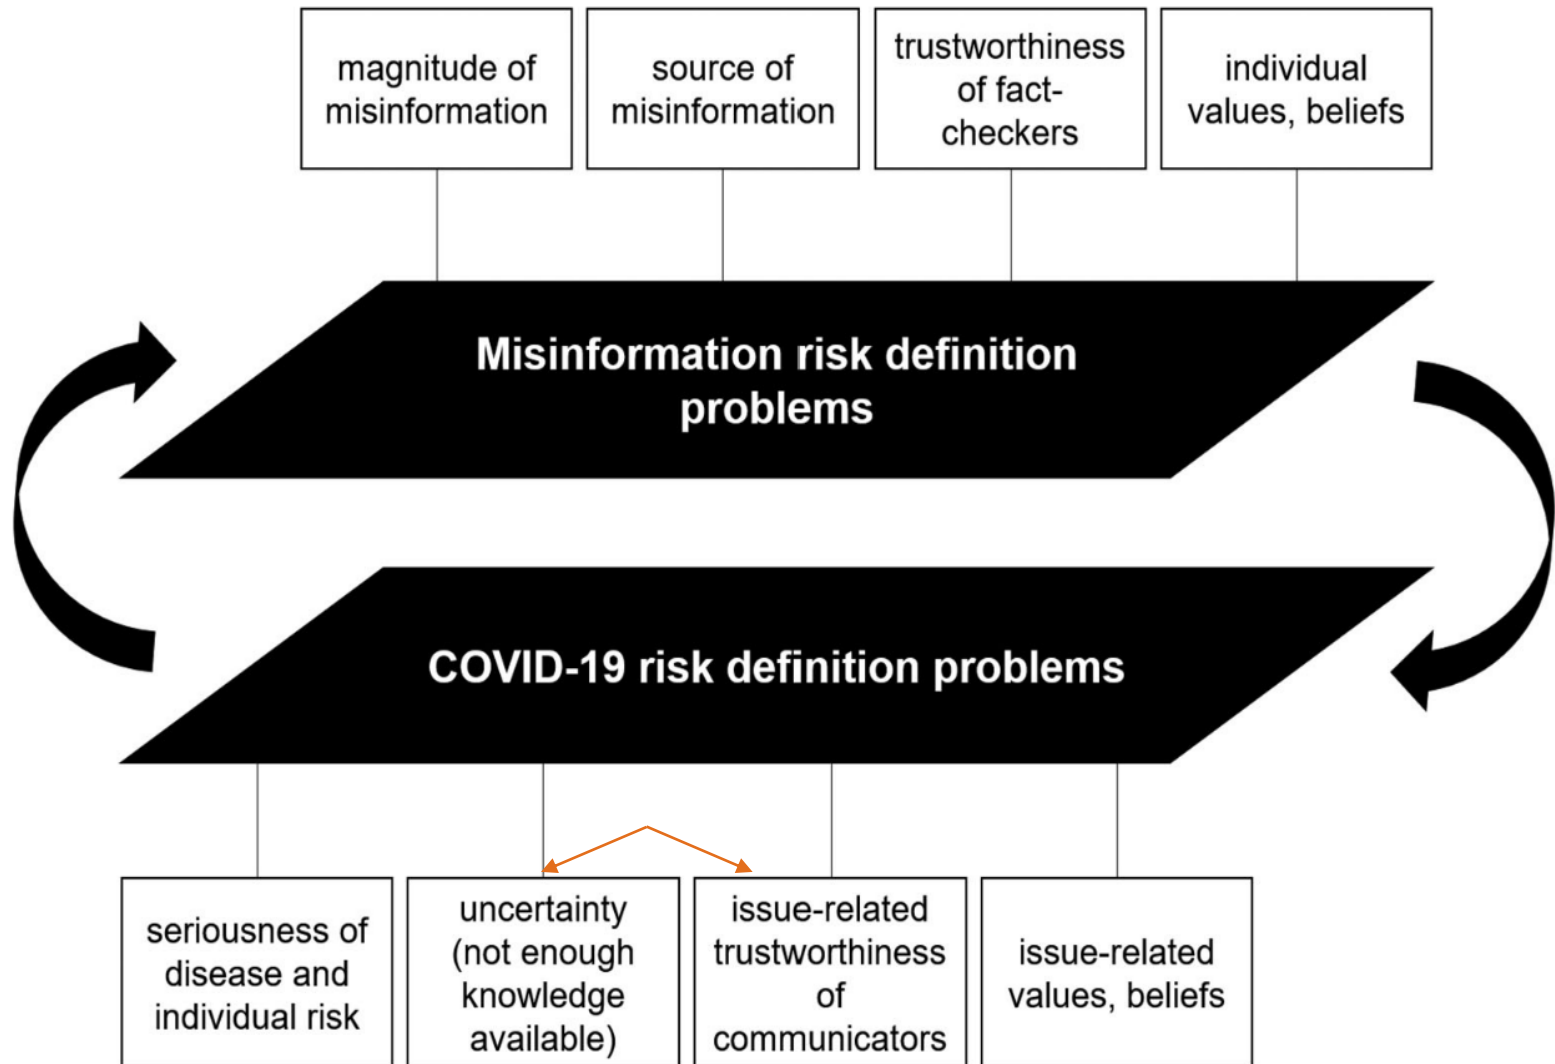 magnitude of
misinformation
source of
misinformation
trustworthiness
of fact-
checkers
individual
values, beliefs
Misinformation risk definition
problems
COVID-19 risk definition problems
seriousness of
disease and
individual risk
uncertainty
(not enough
knowledge
available)
issue-related
trustworthiness
of
communicators
issue-related
values, beliefs